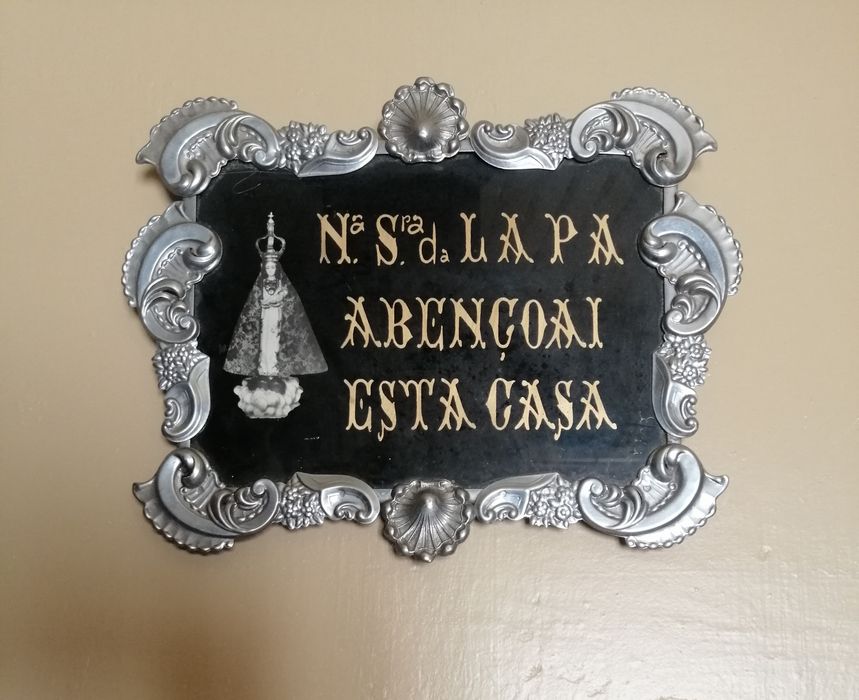 Nª. Sra. da LAPA
ABENÇOAI
ESTA CASA